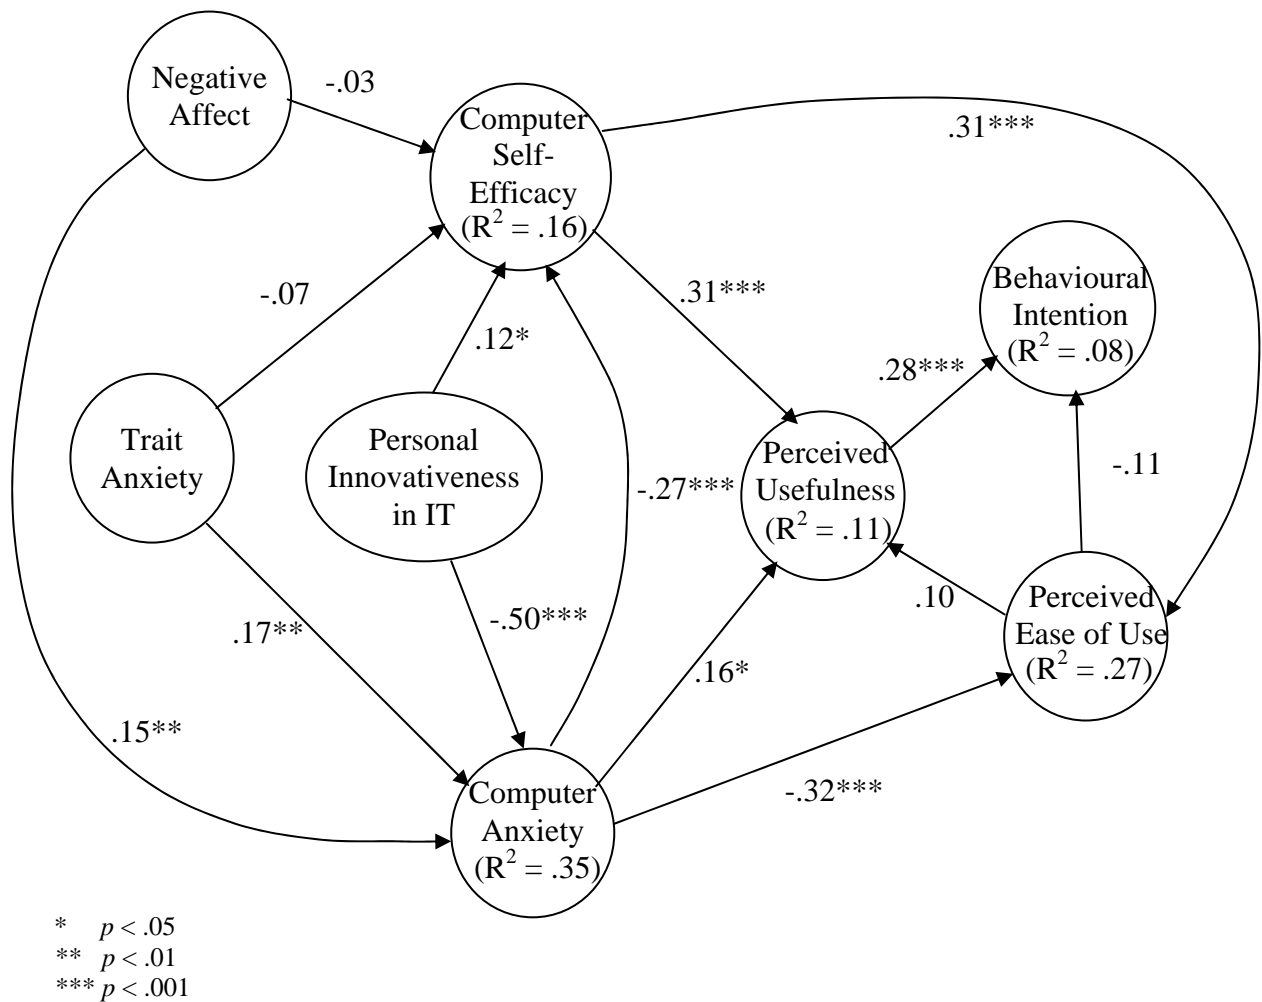 Negative
Affect
-.03
Computer
Self-
Efficacy
(R² = .16)
.31***
-.07
.12*
.31***
Behavioural
Intention
(R² = .08)
.28***
Trait
Anxiety
Personal
Innovativeness
in IT
-.27***
Perceived
Usefulness
(R² = .11)
-.11
.10
Perceived
Ease of Use
(R² = .27)
.17**
-.50***
.16*
.15**
-.32***
Computer
Anxiety
(R² = .35)
* p < .05
** p < .01
*** p < .001